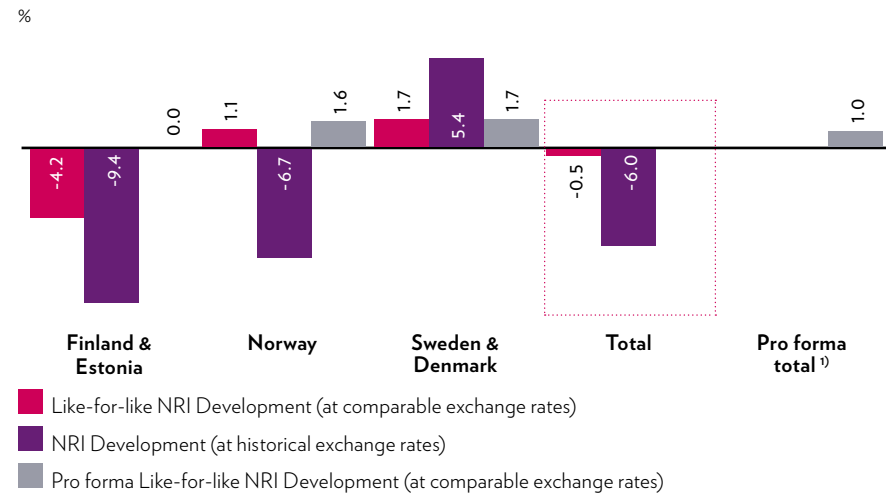 %
-4.2
-9.4
0.0
1.1
-6.7
1.6
1.7
5.4
1.7
-0.5
-6.0
1.0
Finland &
Estonia
Norway
Sweden &
Denmark
Total
Pro forma
total 1)
Like-for-like NRI Development (at comparable exchange rates)
NRI Development (at historical exchange rates)
Pro forma Like-for-like NRI Development (at comparable exchange rates)